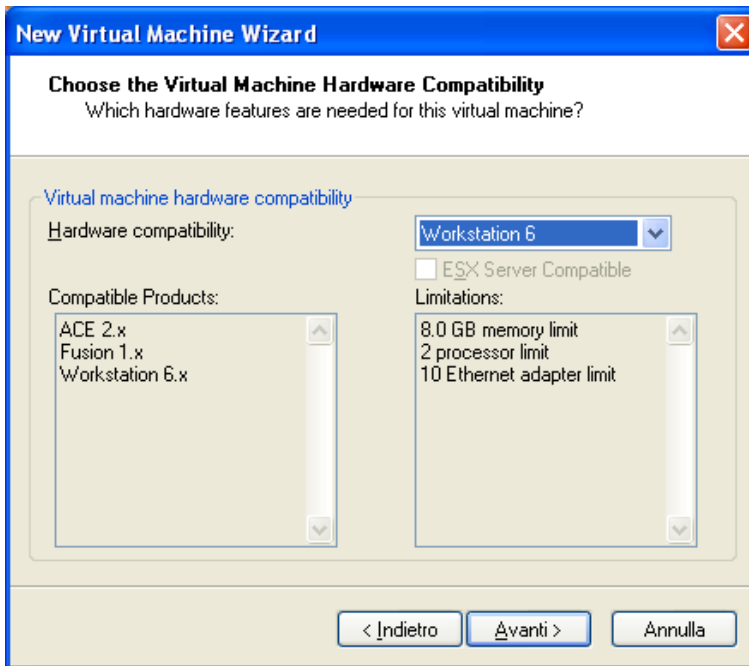 New Virtual Machine Wizard
Choose the Virtual Machine Hardware Compatibility
Which hardware features are needed for this virtual machine?
Virtual machine hardware compatibility
Hardware compatibility:
Workstation 6
ESX Server Compatible
Compatible Products:
ACE 2.x
Fusion 1.x
Workstation 6.x
Limitations:
8.0 GB memory limit
2 processor limit
10 Ethernet adapter limit
< Indietro
Avanti >
Annulla